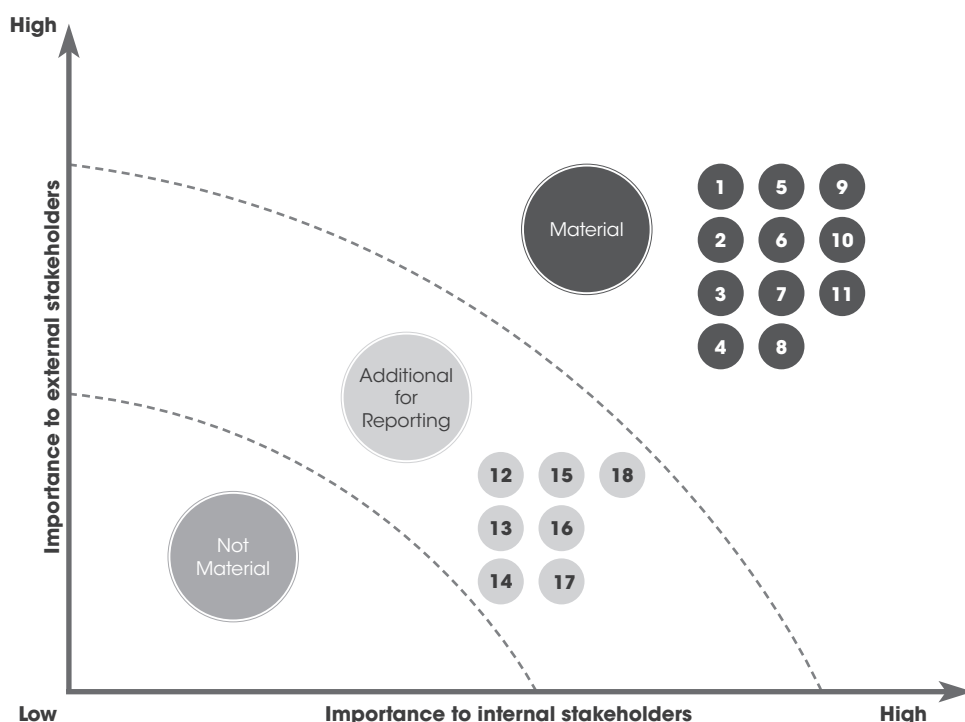 High
Importance to external stakeholders
Material
1 5 9
2 6 10
3 7 11
4 8
Additional
for
Reporting
12 15 18
13 16
14 17
Not
Material
Low
Importance to internal stakeholders
High